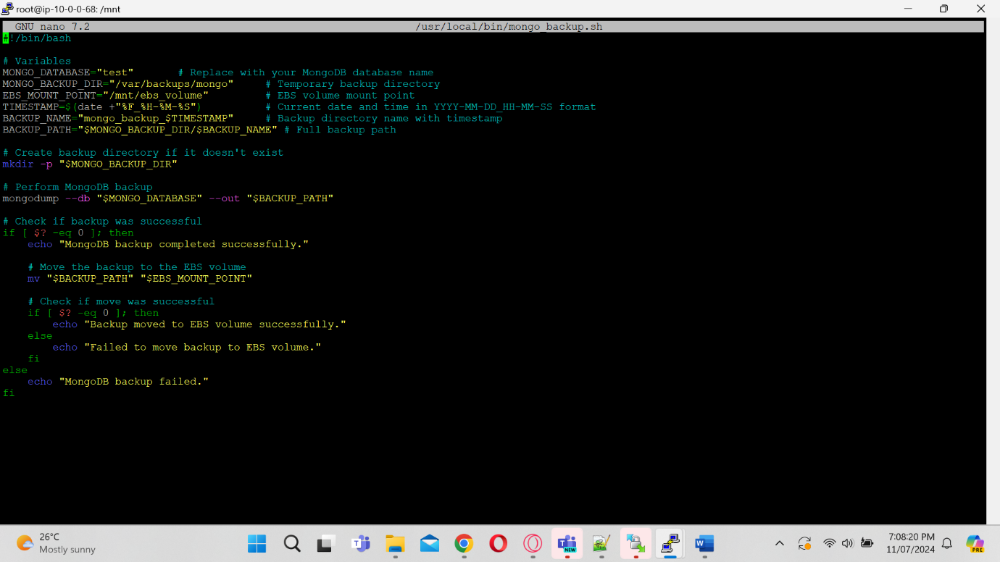 root@ip-10-0-0-68: /mnt
GNU nano 7.2 /usr/local/bin/mongo_backup.sh
#!/bin/bash
# Variables
MONGO_DATABASE="test" # Replace with your MongoDB database name
MONGO_BACKUP_DIR="/var/backups/mongo" # Temporary backup directory
EBS_MOUNT_POINT="/mnt/ebs_volume" # EBS volume mount point
TIMESTAMP=$(date +"%F_%H-%M-%S") # Current date and time in YYYY-MM-DD_HH-MM-SS format
BACKUP_NAME="mongo_backup_$TIMESTAMP" # Backup directory name with timestamp
BACKUP_PATH="$MONGO_BACKUP_DIR/$BACKUP_NAME" # Full backup path
# Create backup directory if it doesn't exist
mkdir -p "$MONGO_BACKUP_DIR"
# Perform MongoDB backup
mongodump --db "$MONGO_DATABASE" --out "$BACKUP_PATH"
# Check if backup was successful
if [ $? -eq 0 ]; then
    echo "MongoDB backup completed successfully."
    # Move the backup to the EBS volume
    mv "$BACKUP_PATH" "$EBS_MOUNT_POINT"
    # Check if move was successful
    if [ $? -eq 0 ]; then
        echo "Backup moved to EBS volume successfully."
    else
        echo "Failed to move backup to EBS volume."
    fi
else
    echo "MongoDB backup failed."
fi
26°C
Mostly sunny
T
T
NEW
W
7:08:20 PM
11/07/2024
PRE